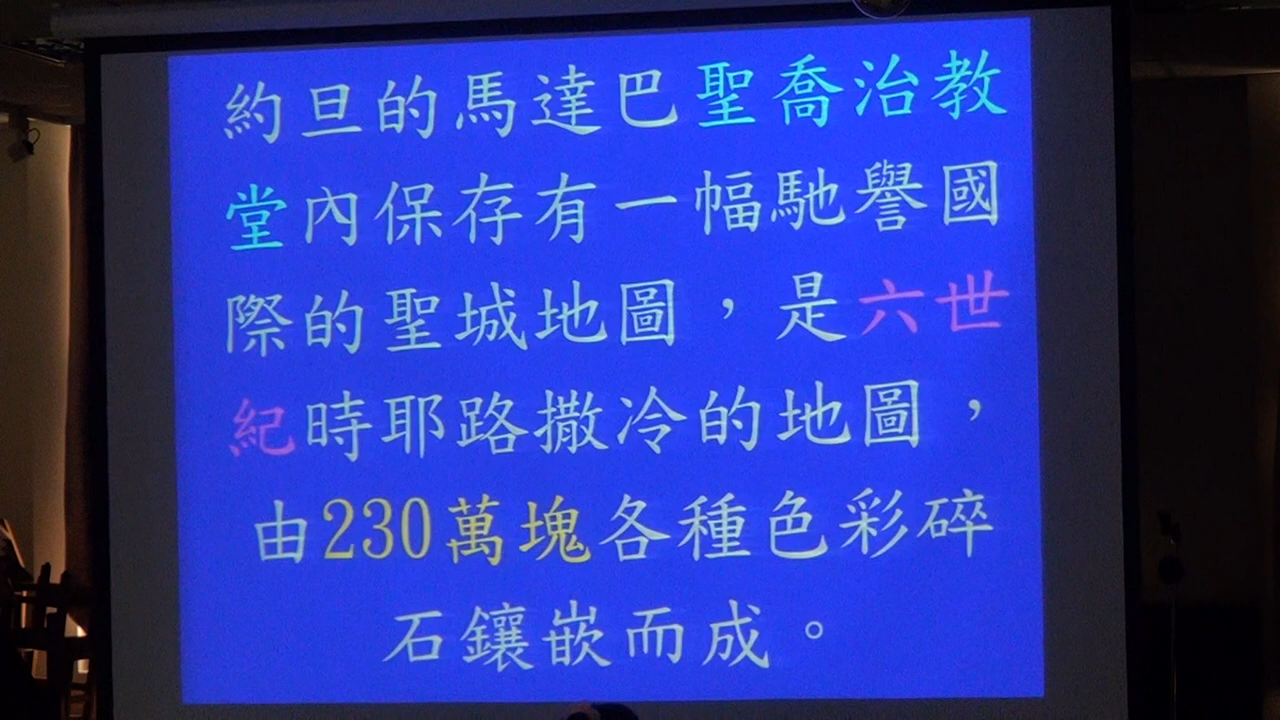 約旦的馬達巴聖喬治教
堂內保存有一幅馳譽國
際的聖城地圖，是六世
紀時耶路撒冷的地圖，
由230萬塊各種色彩碎
石鑲嵌而成。